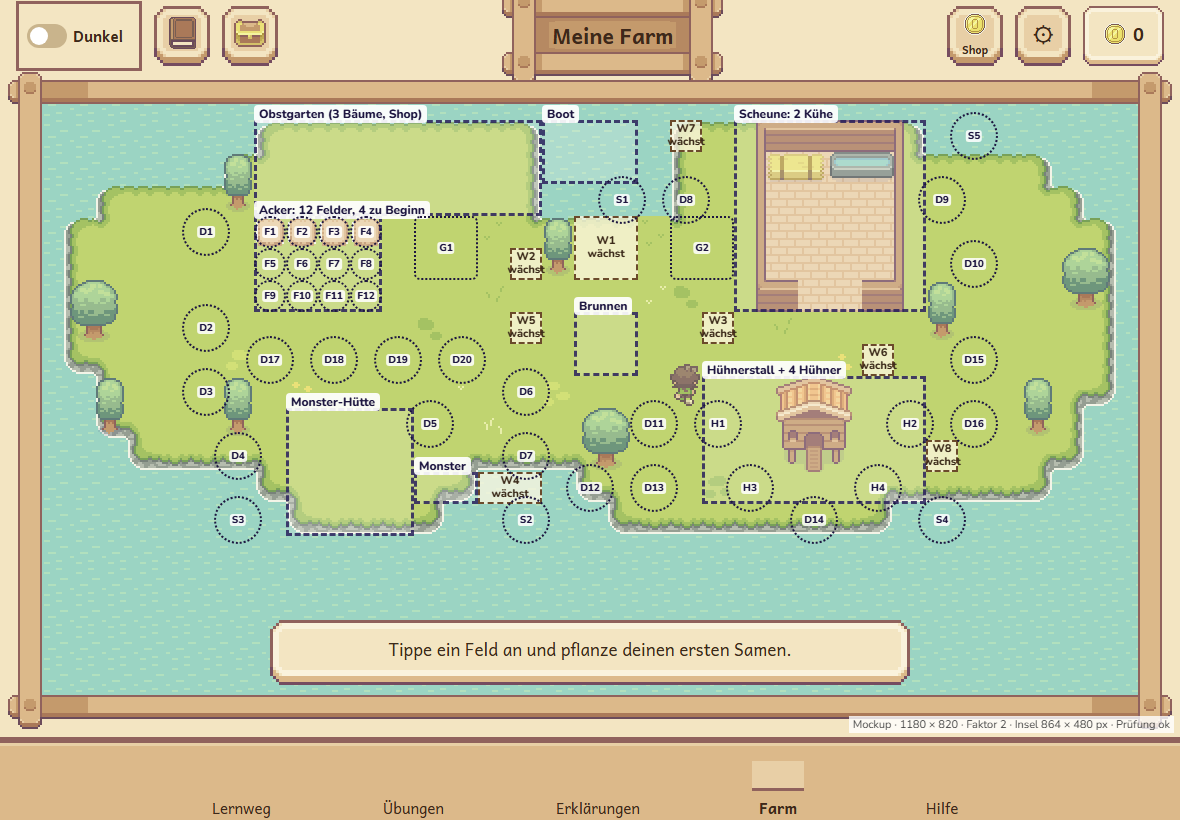 Dunkel
Meine Farm
Shop
0
Obstgarten (3 Bäume, Shop)
Boot
W7
wächst
Scheune: 2 Kühe
S5
D1
Acker: 12 Felder, 4 zu Beginn
S1
D8
D9
F1 F2 F3 F4
G1
W1
wächst
G2
W2
wächst
F5 F6 F7 F8
D10
F9 F10 F11 F12
Brunnen
D2
W5
wächst
W3
wächst
D17 D18 D19 D20
W6
wächst
D15
Hühnerstall + 4 Hühner
D3
Monster-Hütte
D6
D5
D11
H1
H2
D16
D4
Monster
D7
W8
wächst
W4
wächst
D12
D13
H3
H4
S3
S2
D14
S4
Tippe ein Feld an und pflanze deinen ersten Samen.
Mockup · 1180 × 820 · Faktor 2 · Insel 864 × 480 px · Prüfung ok
Lernweg
Übungen
Erklärungen
Farm
Hilfe